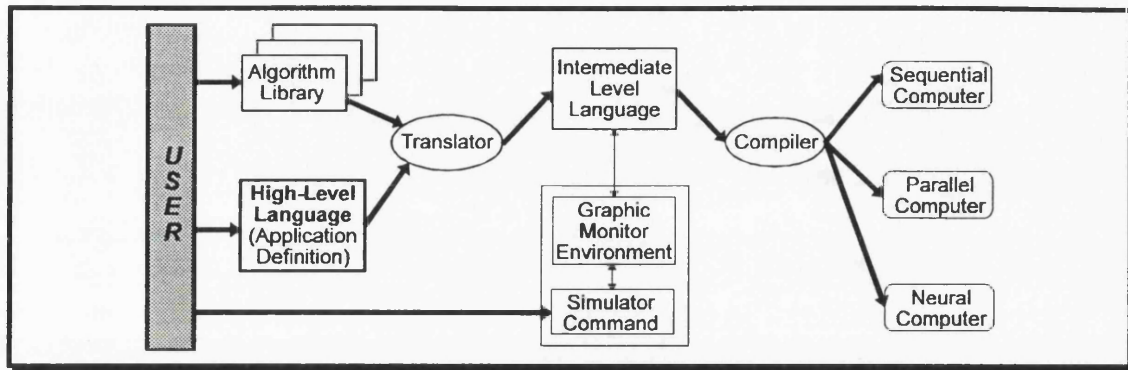 USER
Algorithm
Library
High-Level
Language
(Application
Definition)
Translator
Intermediate
Level
Language
Graphic
Monitor
Environment
Simulator
Command
Compiler
Sequential
Computer
Parallel
Computer
Neural
Computer